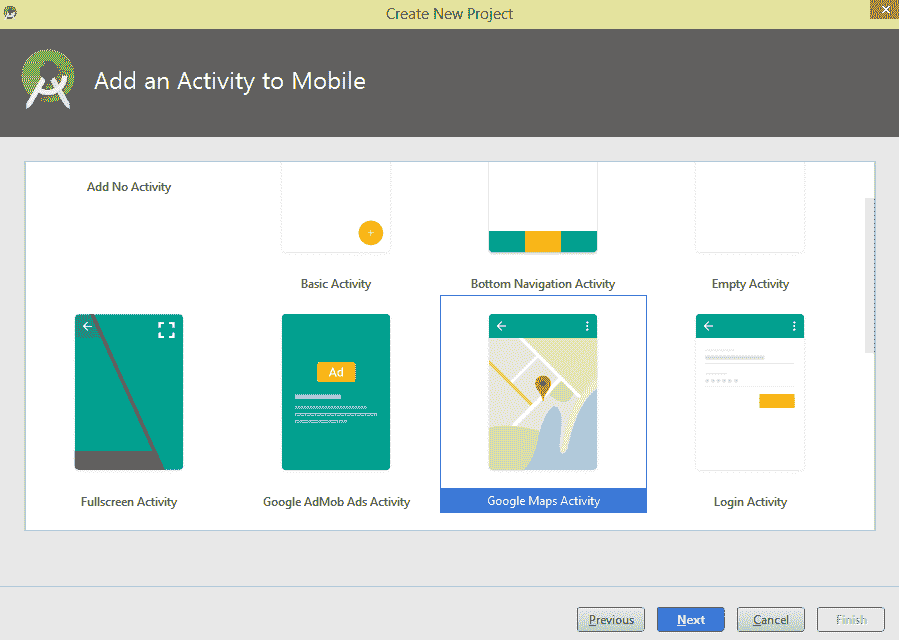 Create New Project
Add an Activity to Mobile
Add No Activity
+
Basic Activity
Bottom Navigation Activity
Empty Activity
Ad
Fullscreen Activity
Google AdMob Ads Activity
Google Maps Activity
Login Activity
Previous
Next
Cancel
Finish